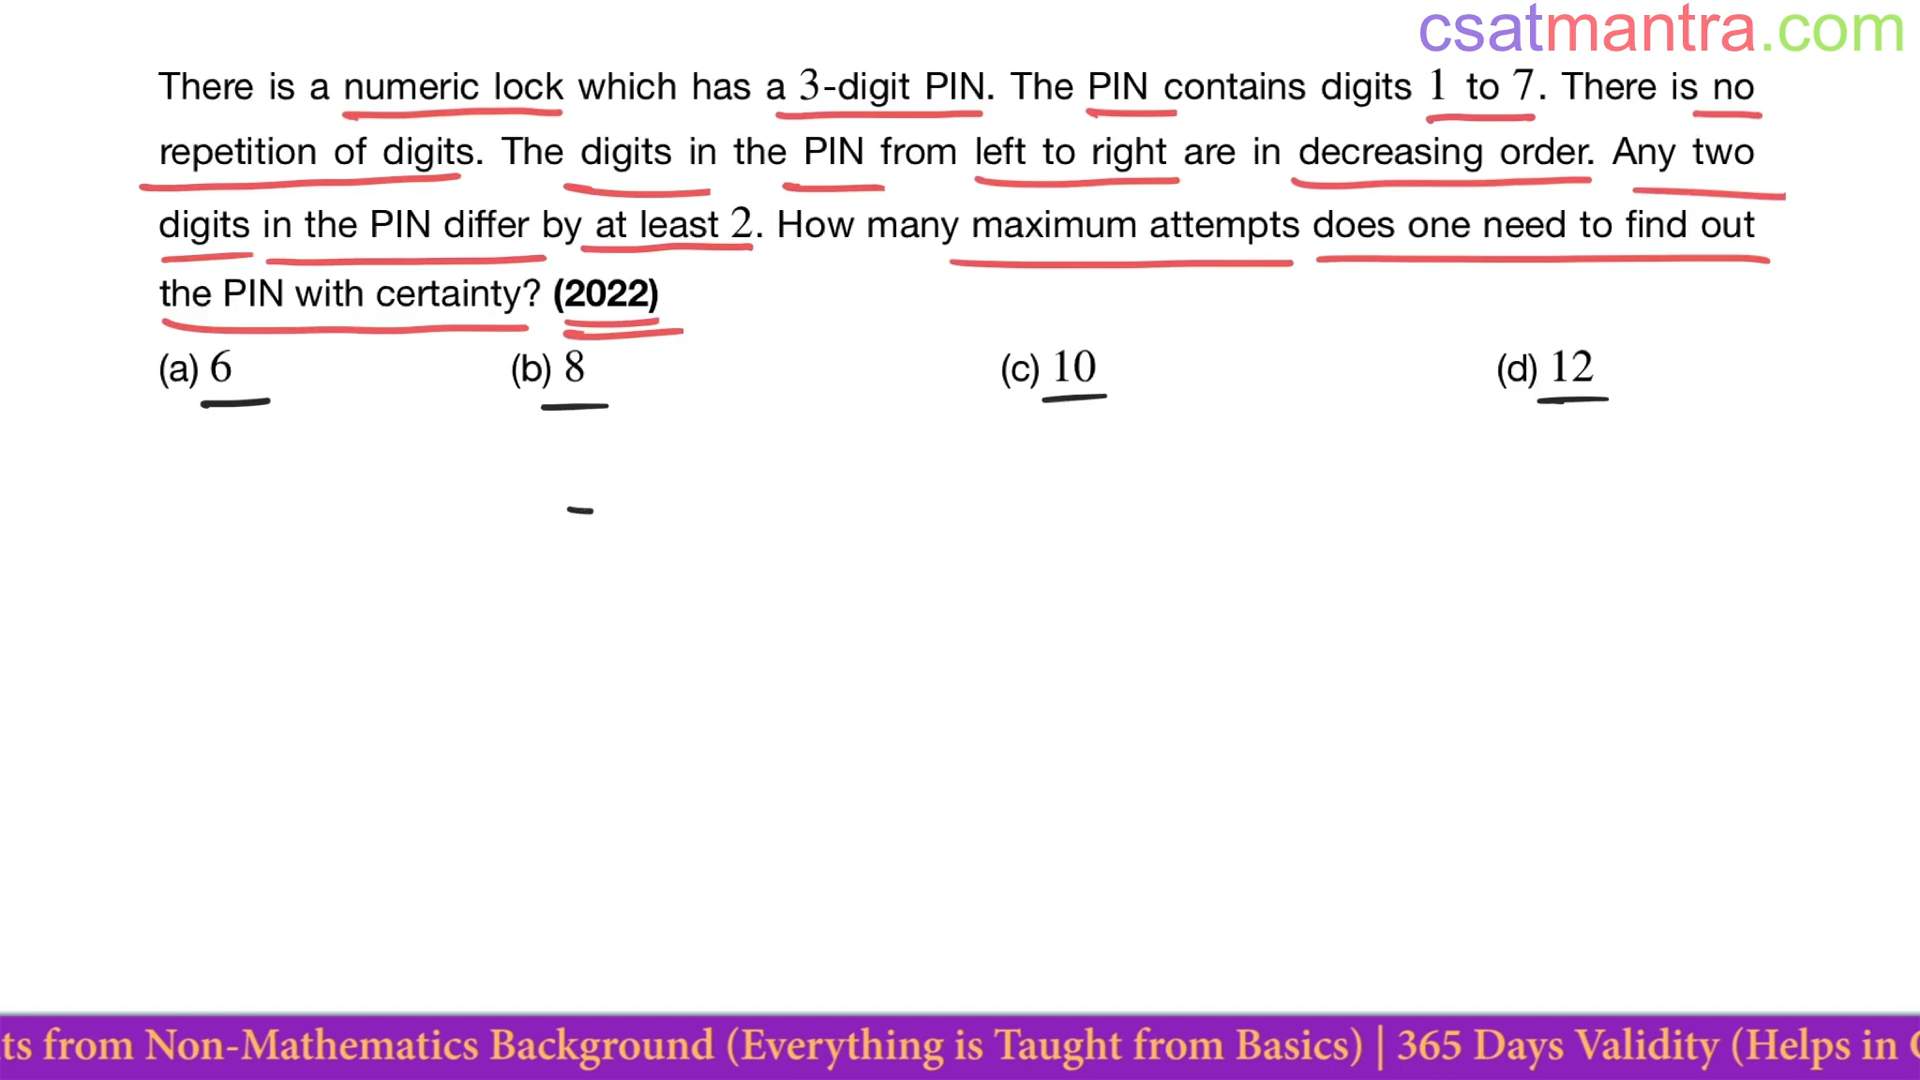 csatmantra.com
There is a numeric lock which has a 3-digit PIN. The PIN contains digits 1 to 7. There is no
repetition of digits. The digits in the PIN from left to right are in decreasing order. Any two
digits in the PIN differ by at least 2. How many maximum attempts does one need to find out
the PIN with certainty? (2022)
(a) 6 (b) 8 (c) 10 (d) 12
ts from Non-Mathematics Background (Everything is Taught from Basics) | 365 Days Validity (Helps in